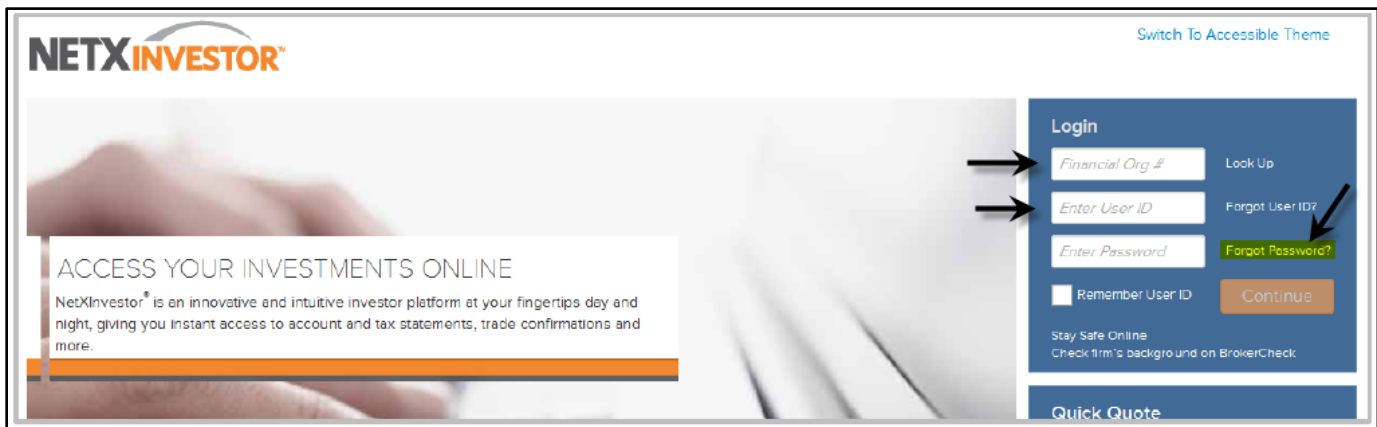 NETXINVESTOR™
Switch To Accessible Theme
ACCESS YOUR INVESTMENTS ONLINE
NetXInvestor® is an innovative and intuitive investor platform at your fingertips day and
night, giving you instant access to account and tax statements, trade confirmations and
more.
Login
Financial Org # Look Up
Enter User ID Forgot User ID?
Enter Password Forgot Password?
Remember User ID Continue
Stay Safe Online
Check firm's background on BrokerCheck
Quick Quote